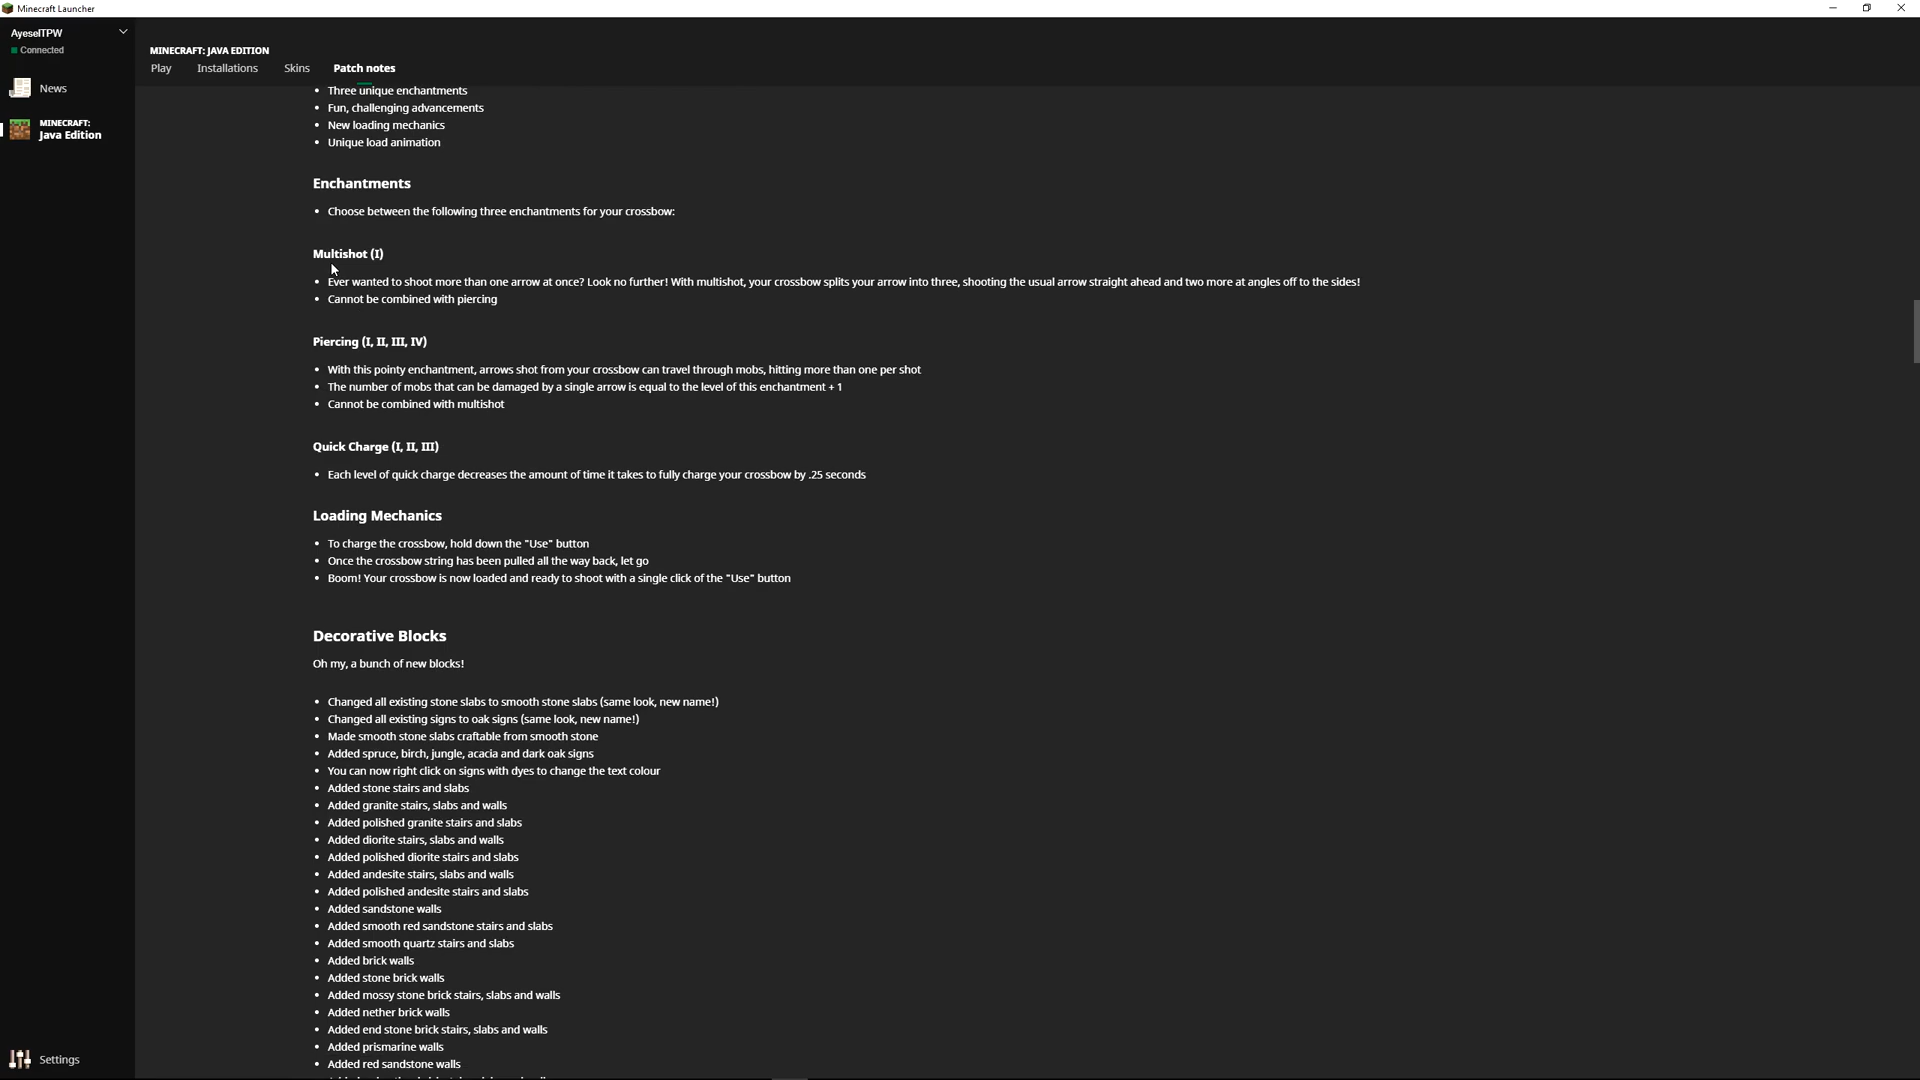 Minecraft Launcher
AyeselTPW
Connected
News
MINECRAFT:
Java Edition
Settings
MINECRAFT: JAVA EDITION
Play Installations Skins Patch notes
• Three unique enchantments
• Fun, challenging advancements
• New loading mechanics
• Unique load animation
Enchantments
• Choose between the following three enchantments for your crossbow:
Multishot (I)
• Ever wanted to shoot more than one arrow at once? Look no further! With multishot, your crossbow splits your arrow into three, shooting the usual arrow straight ahead and two more at angles off to the sides!
• Cannot be combined with piercing
Piercing (I, II, III, IV)
• With this pointy enchantment, arrows shot from your crossbow can travel through mobs, hitting more than one per shot
• The number of mobs that can be damaged by a single arrow is equal to the level of this enchantment + 1
• Cannot be combined with multishot
Quick Charge (I, II, III)
• Each level of quick charge decreases the amount of time it takes to fully charge your crossbow by .25 seconds
Loading Mechanics
• To charge the crossbow, hold down the "Use" button
• Once the crossbow string has been pulled all the way back, let go
• Boom! Your crossbow is now loaded and ready to shoot with a single click of the "Use" button
Decorative Blocks
Oh my, a bunch of new blocks!
• Changed all existing stone slabs to smooth stone slabs (same look, new name!)
• Changed all existing signs to oak signs (same look, new name!)
• Made smooth stone slabs craftable from smooth stone
• Added spruce, birch, jungle, acacia and dark oak signs
• You can now right click on signs with dyes to change the text colour
• Added stone stairs and slabs
• Added granite stairs, slabs and walls
• Added polished granite stairs and slabs
• Added diorite stairs, slabs and walls
• Added polished diorite stairs and slabs
• Added andesite stairs, slabs and walls
• Added polished andesite stairs and slabs
• Added sandstone walls
• Added smooth red sandstone stairs and slabs
• Added smooth quartz stairs and slabs
• Added brick walls
• Added stone brick walls
• Added mossy stone brick stairs, slabs and walls
• Added nether brick walls
• Added end stone brick stairs, slabs and walls
• Added prismarine walls
• Added red sandstone walls